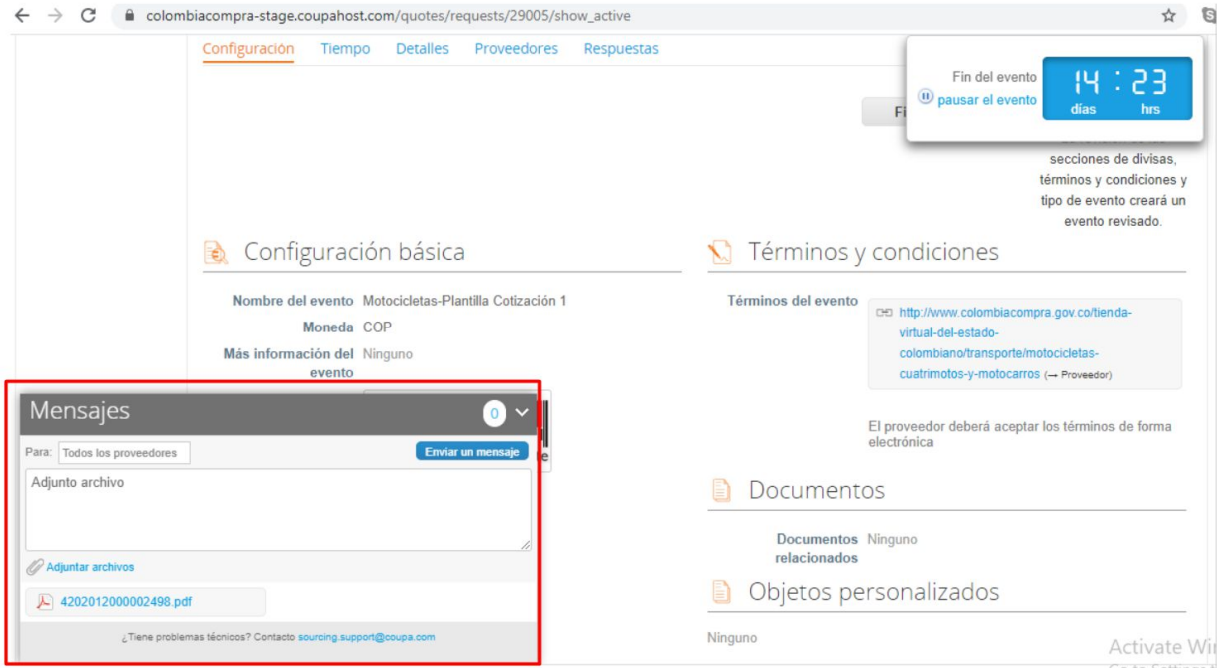 colombiacompra-stage.coupahost.com/quotes/requests/29005/show_active
Configuración Tiempo Detalles Proveedores Respuestas
Fin del evento
pausar el evento
14 : 23
días hrs
secciones de divisas,
términos y condiciones y
tipo de evento creará un
evento revisado.
Configuración básica
Nombre del evento Motocicletas-Plantilla Cotización 1
Moneda COP
Más información del Ninguno
evento
Términos y condiciones
Términos del evento
http://www.colombiacompra.gov.co/tienda-
virtual-del-estado-
colombiano/transporte/motocicletas-
cuatrimotos-y-motocarros (→ Proveedor)
El proveedor deberá aceptar los términos de forma
electrónica
Documentos
Documentos Ninguno
relacionados
Objetos personalizados
Ninguno
Mensajes 0
Para: Todos los proveedores Enviar un mensaje
Adjunto archivo
Adjuntar archivos
4202012000002498.pdf
¿Tiene problemas técnicos? Contacto sourcing.support@coupa.com